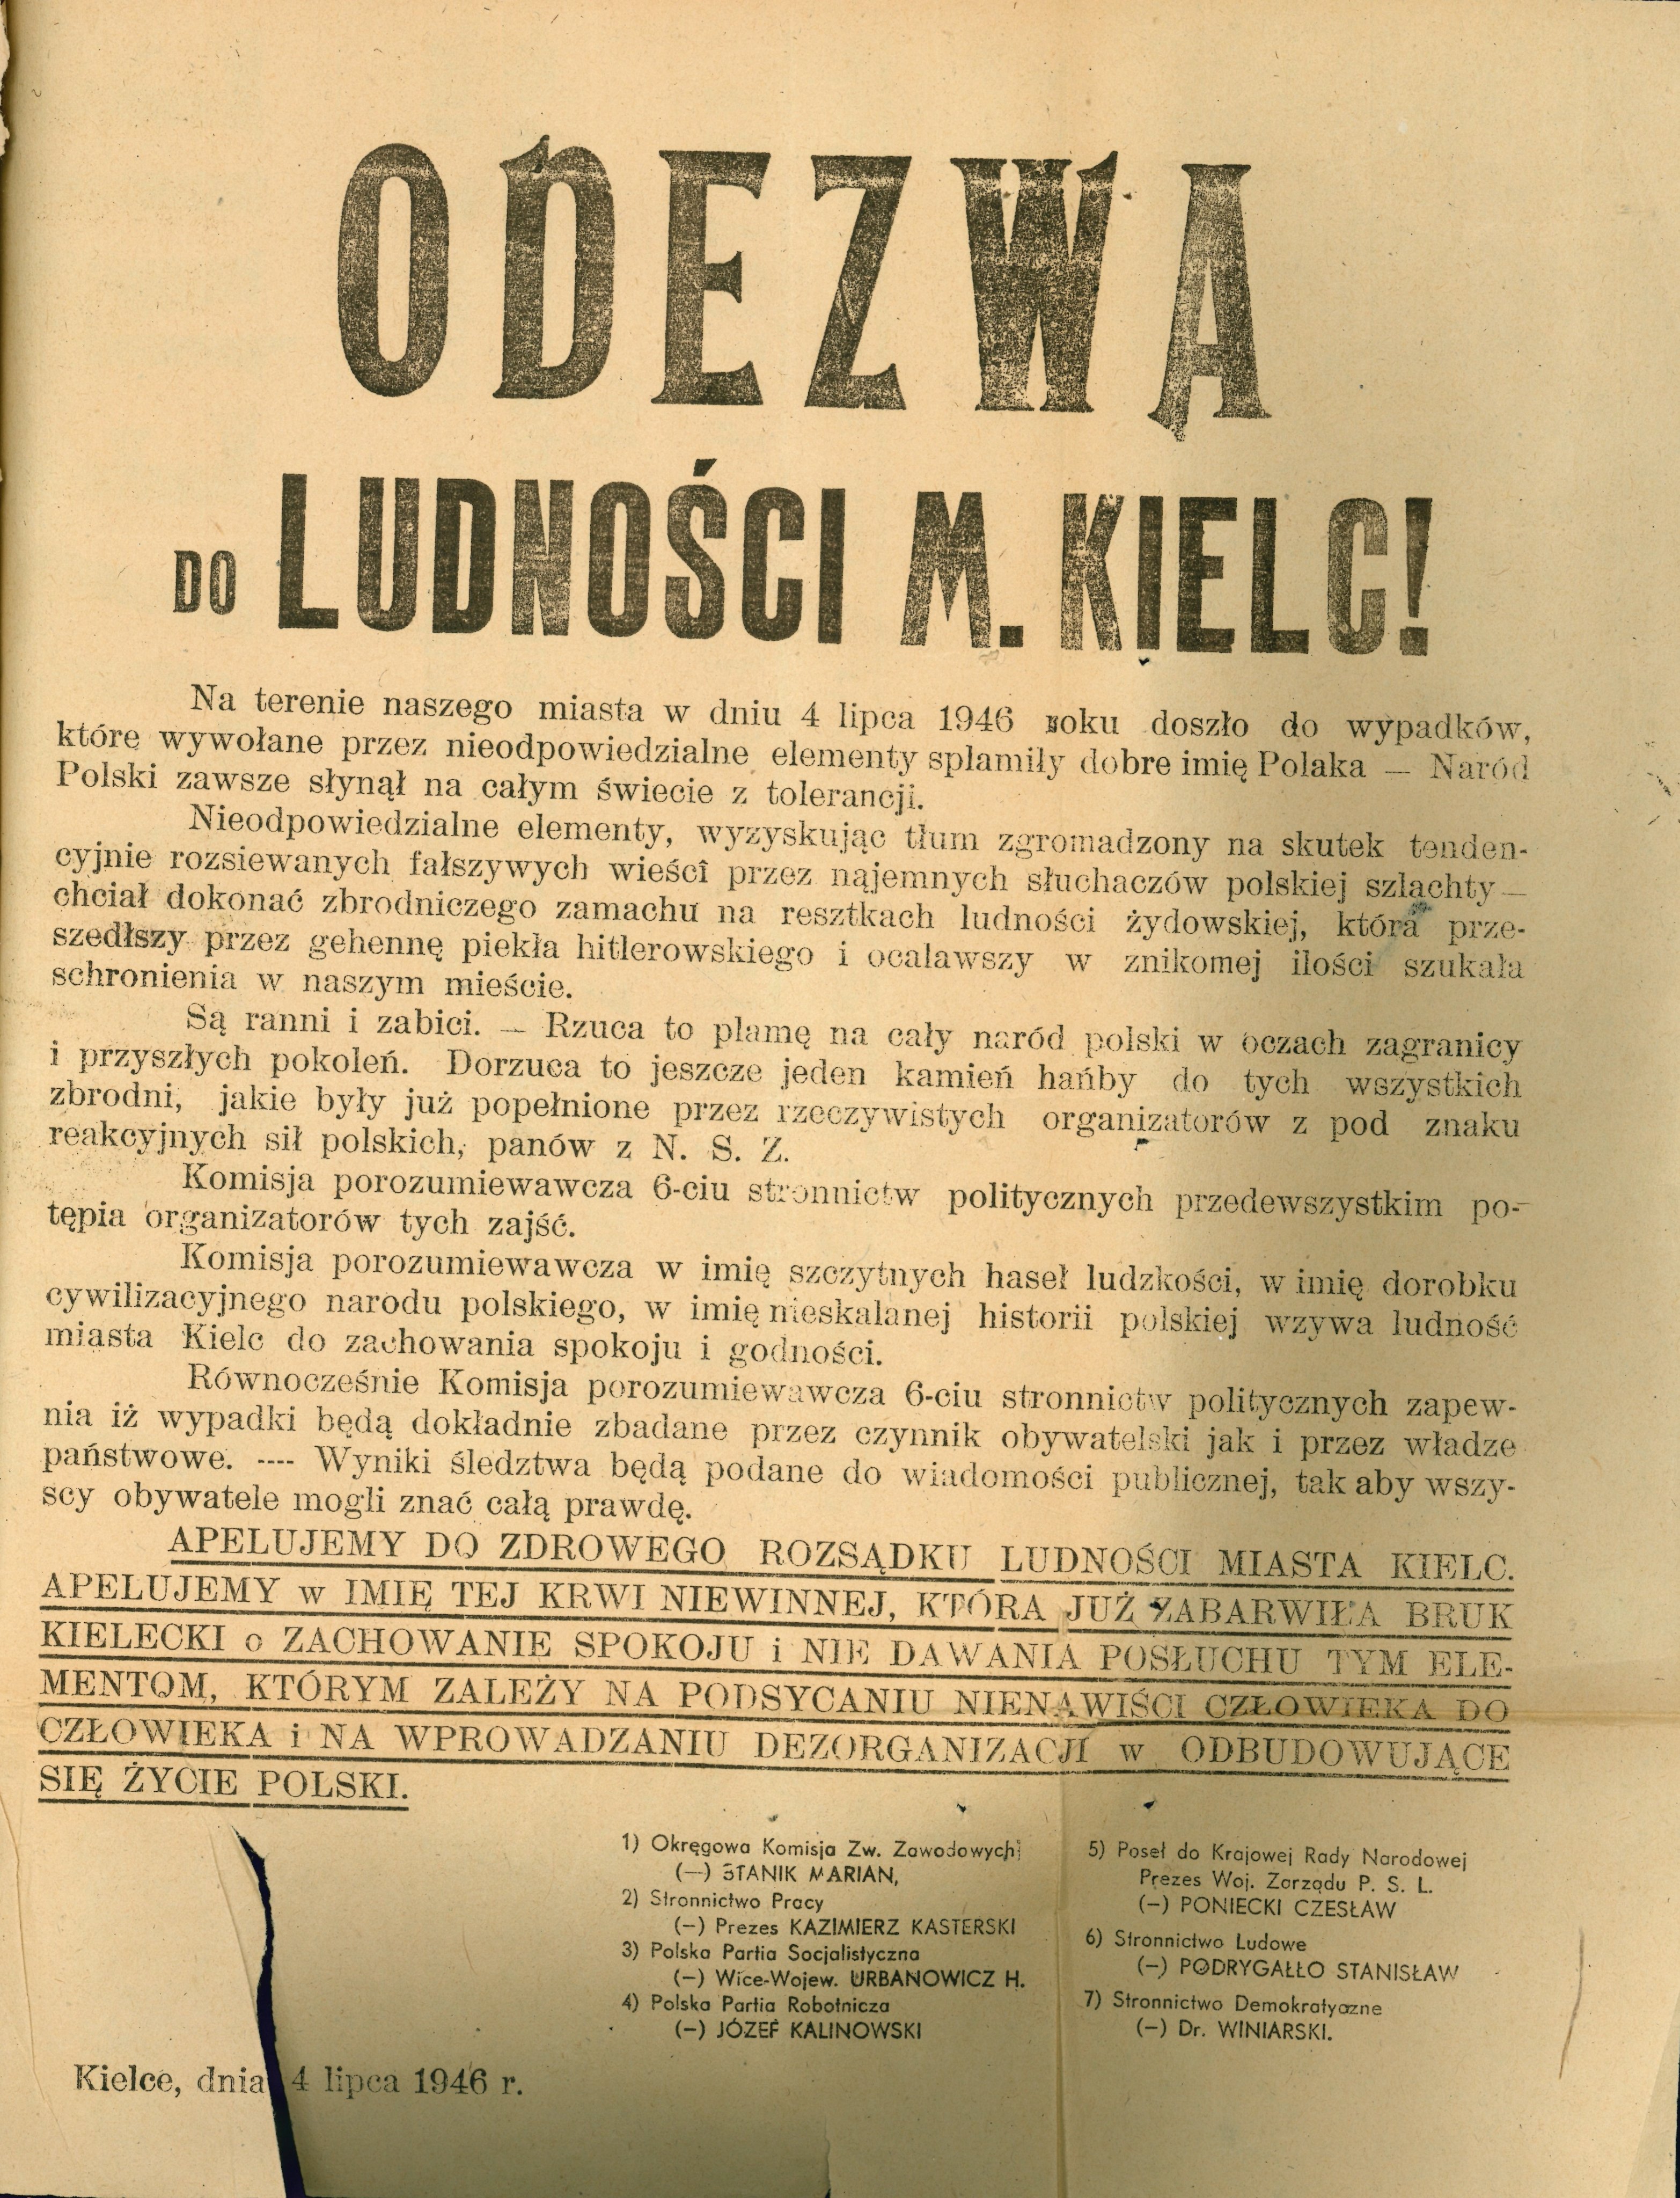 ODEZWA
DO LUDNOŚCI M. KIELC!
Na terenie naszego miasta w dniu 4 lipca 1946 roku doszło do wypadków,
które wywołane przez nieodpowiedzialne elementy splamiły dobre imię Polaka — Naród
Polski zawsze słynął na całym świecie z tolerancji.
Nieodpowiedzialne elementy, wyzyskując tłum zgromadzony na skutek tenden-
cyjnie rozsiewanych fałszywych wieści przez najemnych słuchaczów polskiej szlachty —
chciał dokonać zbrodniczego zamachu na resztkach ludności żydowskiej, która prze-
szedłszy przez gehennę piekła hitlerowskiego i ocalawszy w znikomej ilości szukała
schronienia w naszym mieście.
Są ranni i zabici. — Rzuca to plamę na cały naród polski w oczach zagranicy
i przyszłych pokoleń. Dorzuca to jeszcze jeden kamień hańby do tych wszystkich
zbrodni, jakie były już popełnione przez rzeczywistych organizatorów z pod znaku
reakcyjnych sił polskich, panów z N. S. Z.
Komisja porozumiewawcza 6-ciu stronnictw politycznych przedewszystkim po-
tępia organizatorów tych zajść.
Komisja porozumiewawcza w imię szczytnych haseł ludzkości, w imię dorobku
cywilizacyjnego narodu polskiego, w imię nieskalanej historii polskiej wzywa ludność
miasta Kielc do zachowania spokoju i godności.
Równocześnie Komisja porozumiewawcza 6-ciu stronnictw politycznych zapew-
nia iż wypadki będą dokładnie zbadane przez czynnik obywatelski jak i przez władze
państwowe. ---- Wyniki śledztwa będą podane do wiadomości publicznej, tak aby wszy-
scy obywatele mogli znać całą prawdę.
APELUJEMY DO ZDROWEGO ROZSĄDKU LUDNOŚCI MIASTA KIELC.
APELUJEMY w IMIĘ TEJ KRWI NIEWINNEJ, KTÓRA JUŻ ZABARWIŁA BRUK
KIELECKI o ZACHOWANIE SPOKOJU i NIE DAWANIA POSŁUCHU TYM ELE-
MENTOM, KTÓRYM ZALEŻY NA PODSYCANIU NIENAWIŚCI CZŁOWIEKA DO
CZŁOWIEKA i NA WPROWADZANIU DEZORGANIZACJI w ODBUDOWUJĄCE
SIĘ ŻYCIE POLSKI.
1) Okręgowa Komisja Zw. Zawodowych
(—) STANIK MARIAN,
2) Stronnictwo Pracy
(—) Prezes KAZIMIERZ KASTERSKI
3) Polska Partia Socjalistyczna
(—) Wice-Wojew. URBANOWICZ H.
4) Polska Partia Robotnicza
(—) JÓZEF KALINOWSKI
5) Poseł do Krajowej Rady Narodowej
Prezes Woj. Zarządu P. S. L.
(—) PONIECKI CZESŁAW
6) Stronnictwo Ludowe
(—) PODRYGAŁŁO STANISŁAW
7) Stronnictwo Demokratyczne
(—) Dr. WINIARSKI.
Kielce, dnia 4 lipca 1946 r.